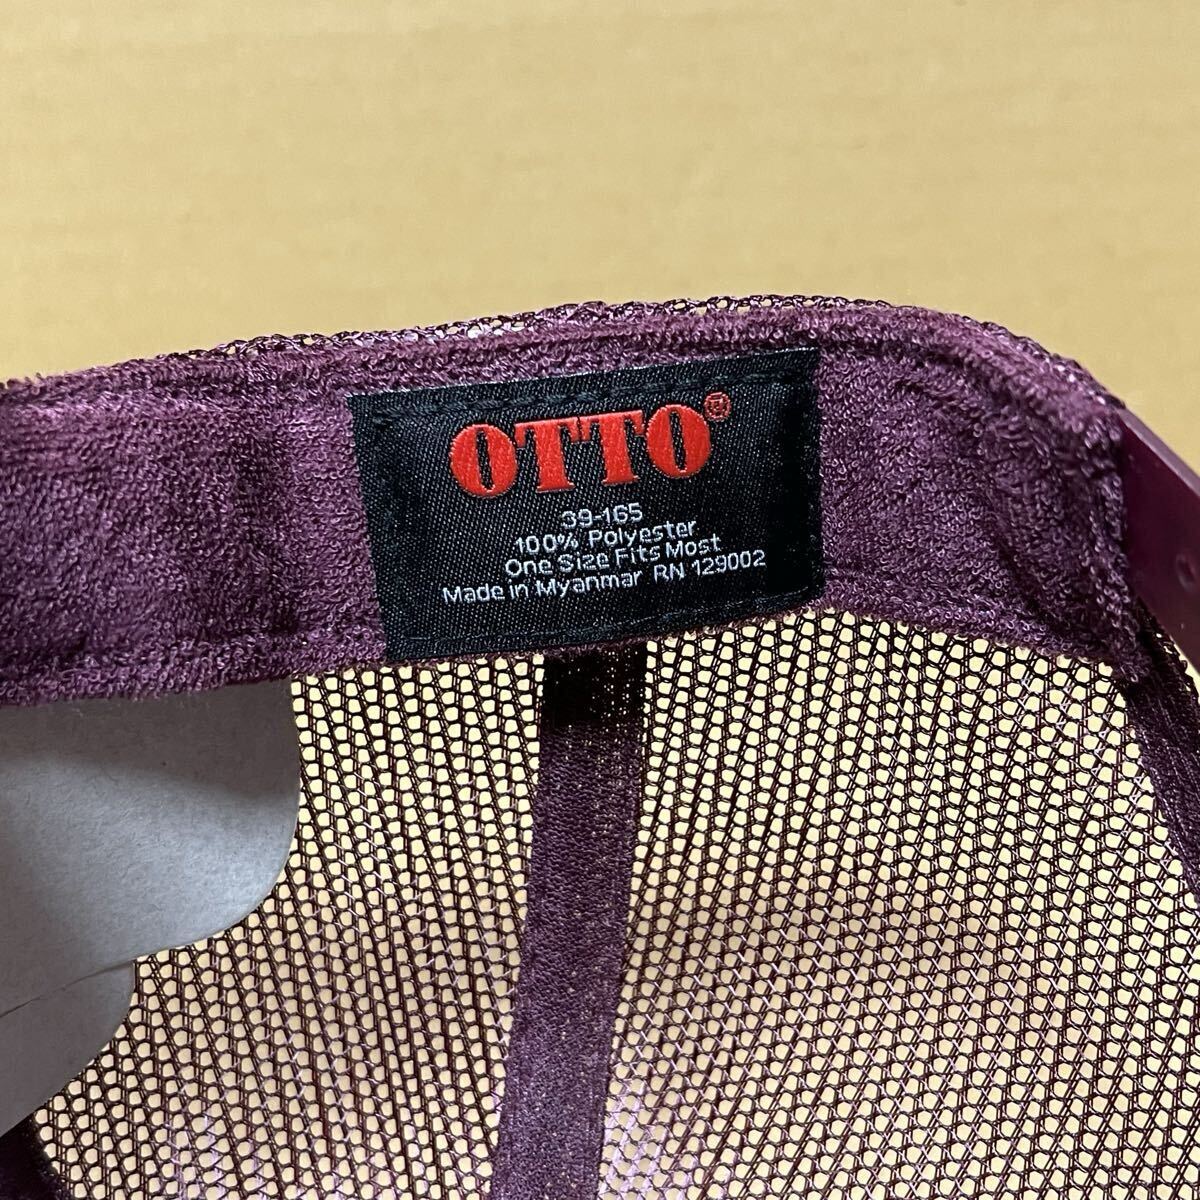 OTTO®
39-165
100% Polyester
One Size Fits Most
Made in Myanmar RN 129002